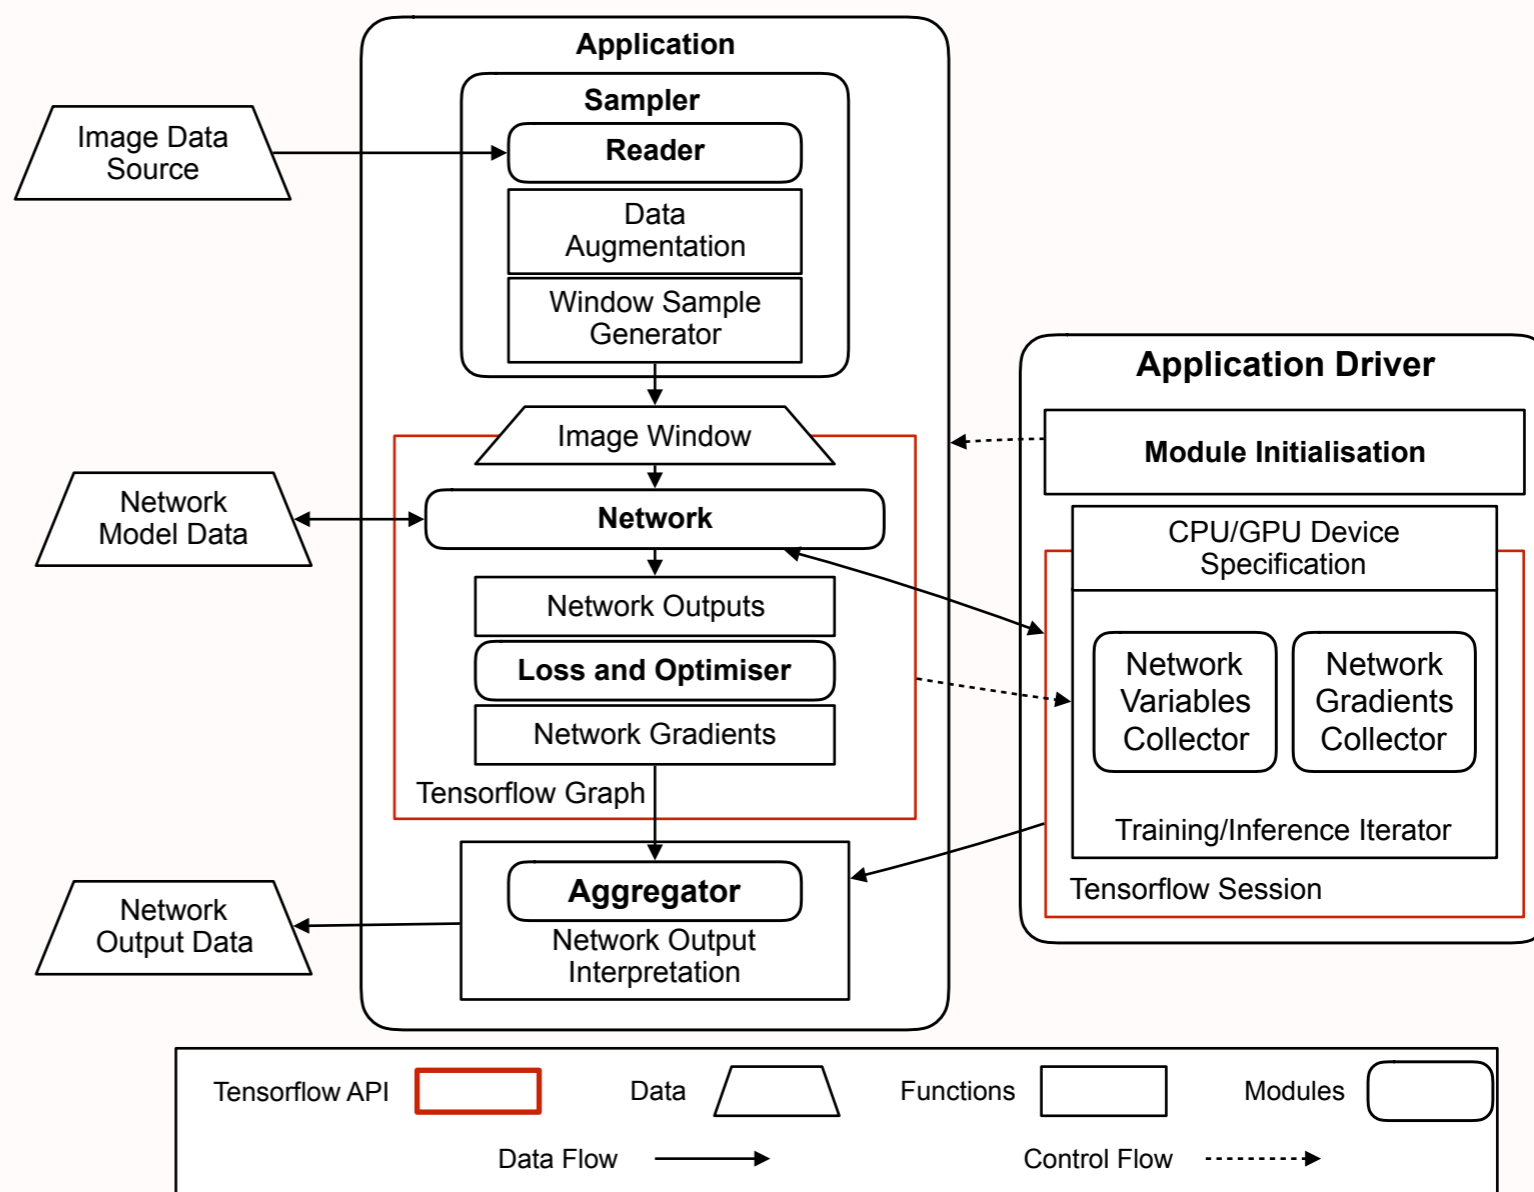 Application
Sampler
Reader
Data
Augmentation
Window Sample
Generator
Image Data
Source
Image Window
Network
Network
Model Data
Network Outputs
Loss and Optimiser
Network Gradients
Tensorflow Graph
Aggregator
Network Output
Interpretation
Network
Output Data
Application Driver
Module Initialisation
CPU/GPU Device
Specification
Network
Variables
Collector
Network
Gradients
Collector
Training/Inference Iterator
Tensorflow Session
Tensorflow API
Data
Functions
Modules
Data Flow
Control Flow